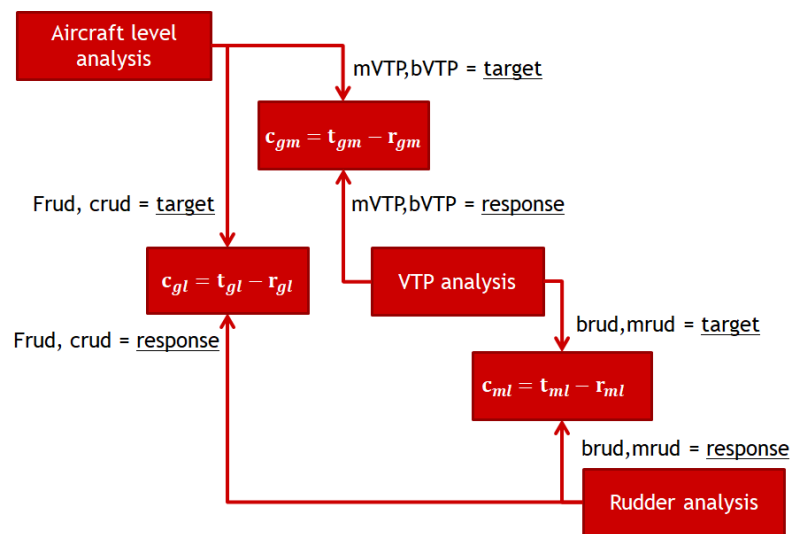 Aircraft level
analysis
mVTP,bVTP = target
c_gm = t_gm − r_gm
Frud, crud = target
mVTP,bVTP = response
c_gl = t_gl − r_gl
VTP analysis
Frud, crud = response
brud,mrud = target
c_ml = t_ml − r_ml
brud,mrud = response
Rudder analysis